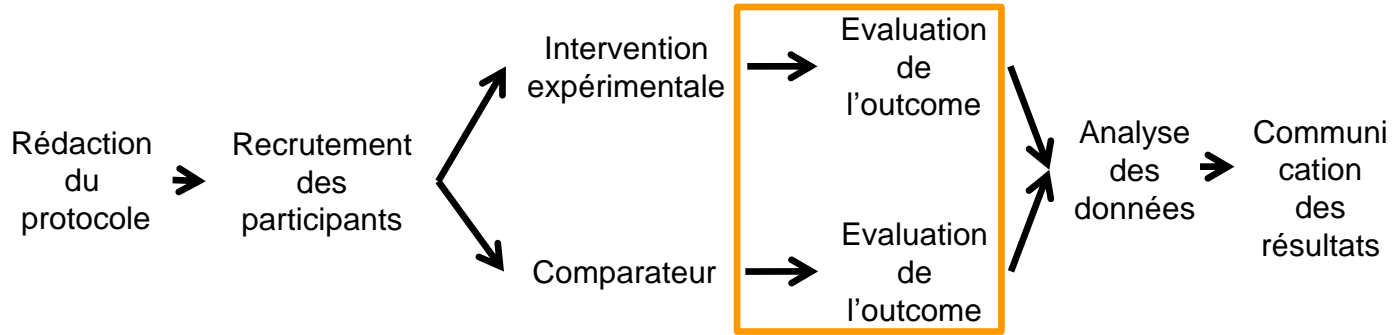 Rédaction
du
protocole
Recrutement
des
participants
Intervention
expérimentale
Evaluation
de
l'outcome
Comparateur
Evaluation
de
l'outcome
Analyse
des
données
Communi
cation
des
résultats